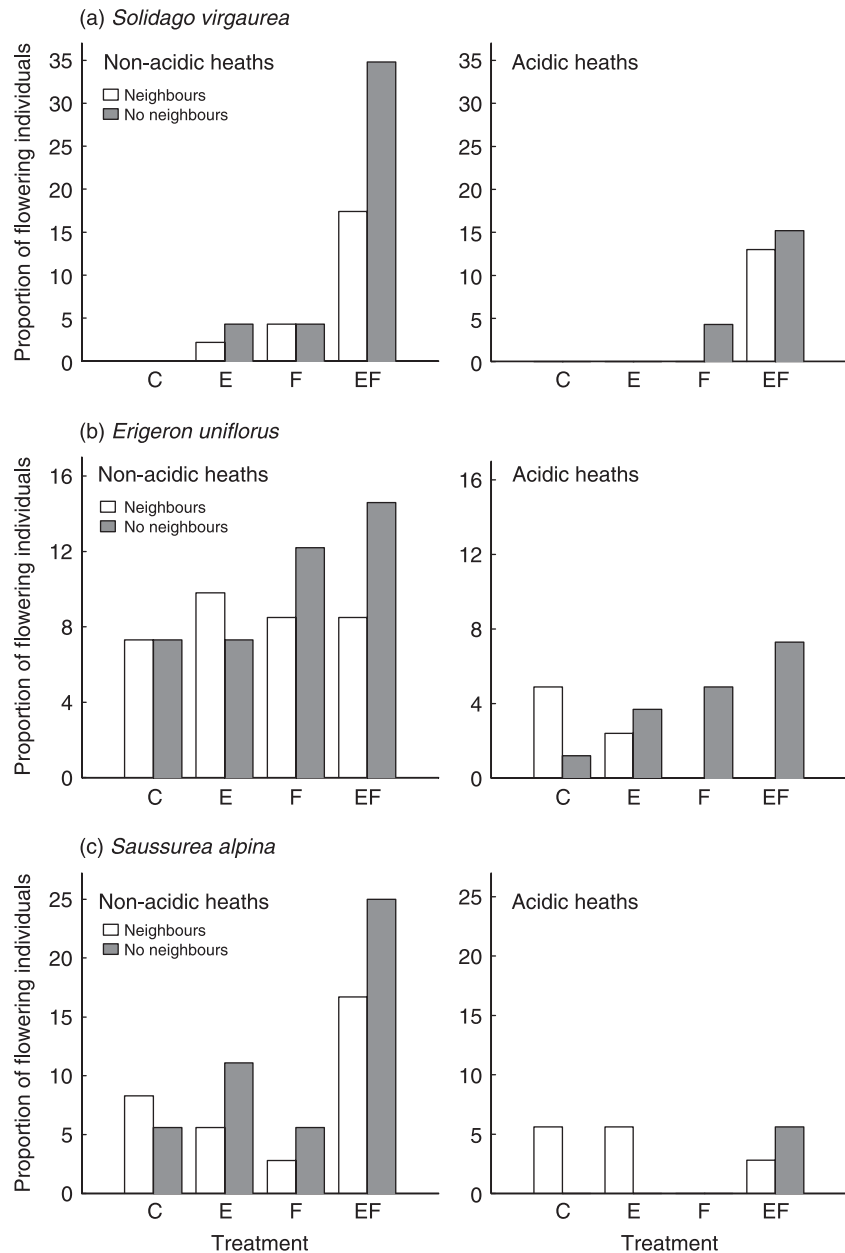 (a) Solidago virgaurea
Proportion of flowering individuals
35
30
25
20
15
10
5
0
Non-acidic heaths
Neighbours
No neighbours
C E F EF
35
30
25
20
15
10
5
0
Acidic heaths
C E F EF
(b) Erigeron uniflorus
Proportion of flowering individuals
16
12
8
4
0
Non-acidic heaths
Neighbours
No neighbours
C E F EF
16
12
8
4
0
Acidic heaths
C E F EF
(c) Saussurea alpina
Proportion of flowering individuals
25
20
15
10
5
0
Non-acidic heaths
Neighbours
No neighbours
C E F EF
Treatment
25
20
15
10
5
0
Acidic heaths
C E F EF
Treatment